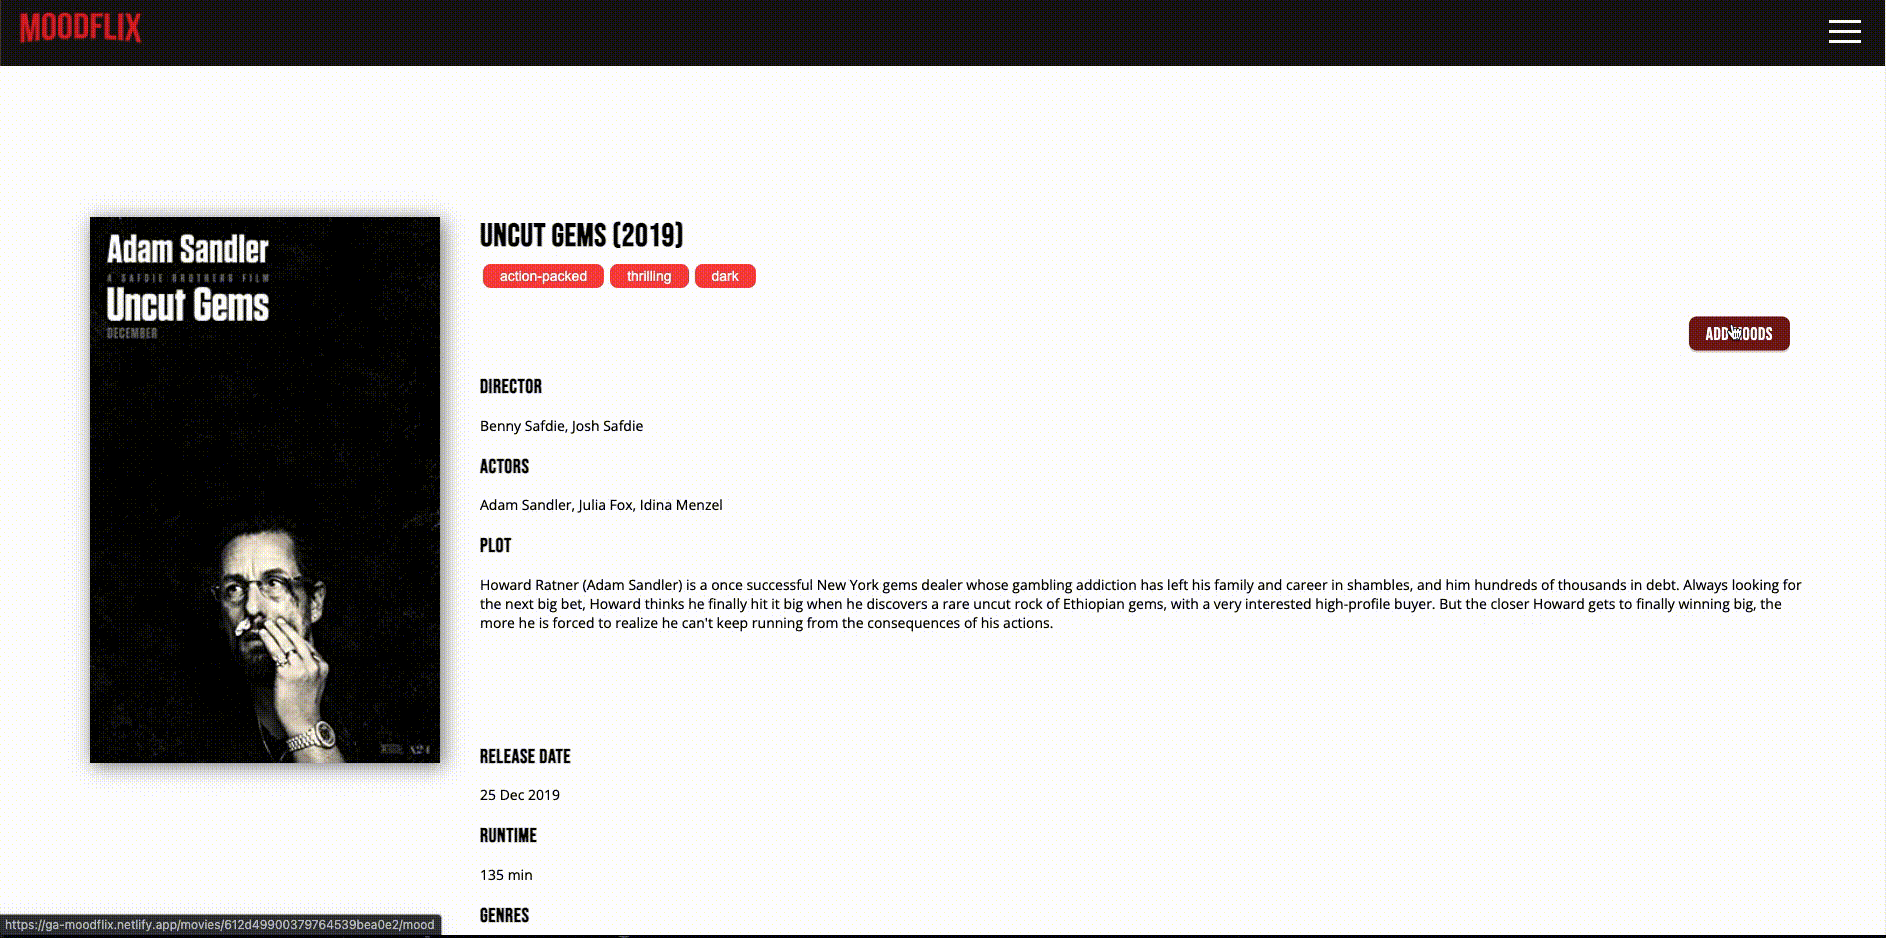 MOODFLIX
Adam Sandler
A SAFDIE BROTHERS FILM
Uncut Gems
DECEMBER
UNCUT GEMS (2019)
action-packed thrilling dark
ADD MOODS
DIRECTOR
Benny Safdie, Josh Safdie
ACTORS
Adam Sandler, Julia Fox, Idina Menzel
PLOT
Howard Ratner (Adam Sandler) is a once successful New York gems dealer whose gambling addiction has left his family and career in shambles, and him hundreds of thousands in debt. Always looking for
the next big bet, Howard thinks he finally hit it big when he discovers a rare uncut rock of Ethiopian gems, with a very interested high-profile buyer. But the closer Howard gets to finally winning big, the
more he is forced to realize he can't keep running from the consequences of his actions.
RELEASE DATE
25 Dec 2019
RUNTIME
135 min
GENRES
https://ga-moodflix.netlify.app/movies/612d49900379764539bea0e2/mood